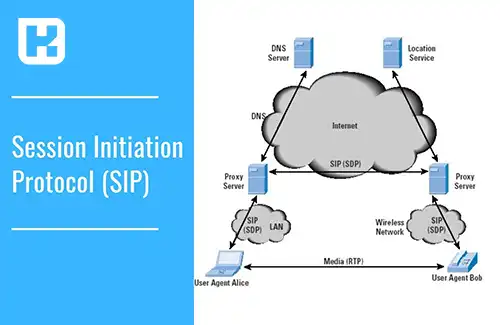 Session Initiation
Protocol (SIP)
DNS
Server
Location
Service
DNS
Internet
SIP (SDP)
Proxy
Server
Proxy
Server
SIP
(SDP)
LAN
Wireless
Network
SIP
(SDP)
Media (RTP)
User Agent Alice
User Agent Bob